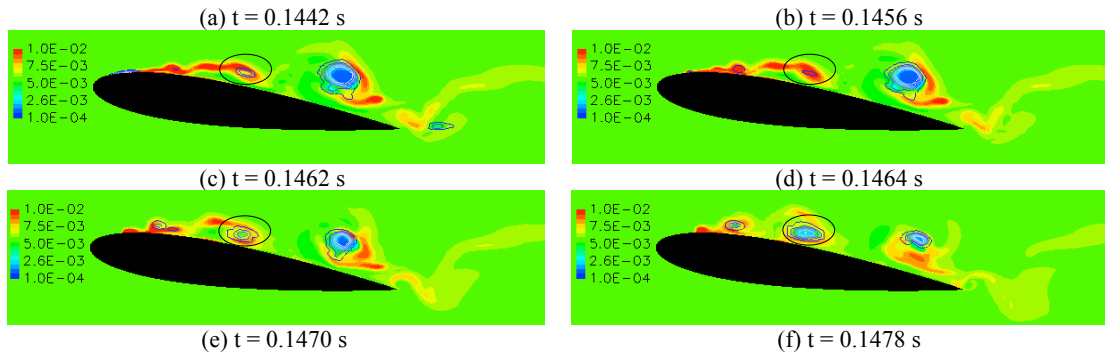 (a) t = 0.1442 s
(b) t = 0.1456 s
1.0E-02
7.5E-03
5.0E-03
2.6E-03
1.0E-04
1.0E-02
7.5E-03
5.0E-03
2.6E-03
1.0E-04
(c) t = 0.1462 s
(d) t = 0.1464 s
1.0E-02
7.5E-03
5.0E-03
2.6E-03
1.0E-04
1.0E-02
7.5E-03
5.0E-03
2.6E-03
1.0E-04
(e) t = 0.1470 s
(f) t = 0.1478 s